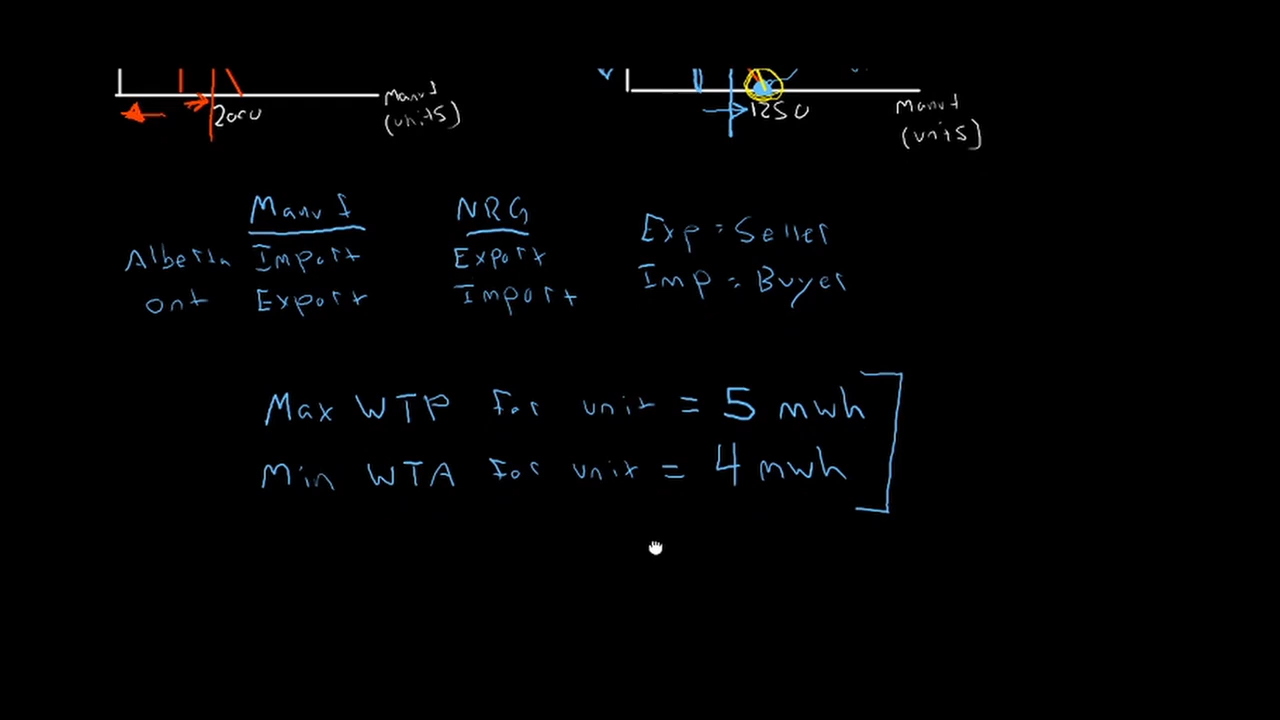 2000
Manuf
(units)
1250
Manuf
(units)
Manuf NRG
Alberta Import Export
Ont Export Import
Exp = Seller
Imp = Buyer
Max WTP for unit = 5 mwh
Min WTA for unit = 4 mwh